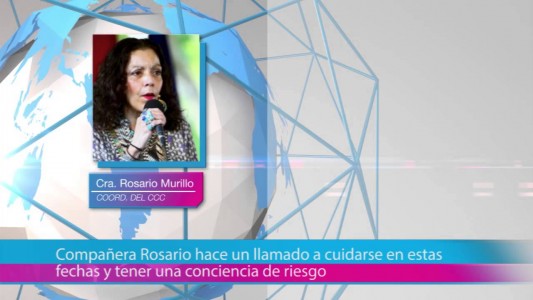 Cra. Rosario Murillo
COORD. DEL CCC
Compañera Rosario hace un llamado a cuidarse en estas
fechas y tener una conciencia de riesgo